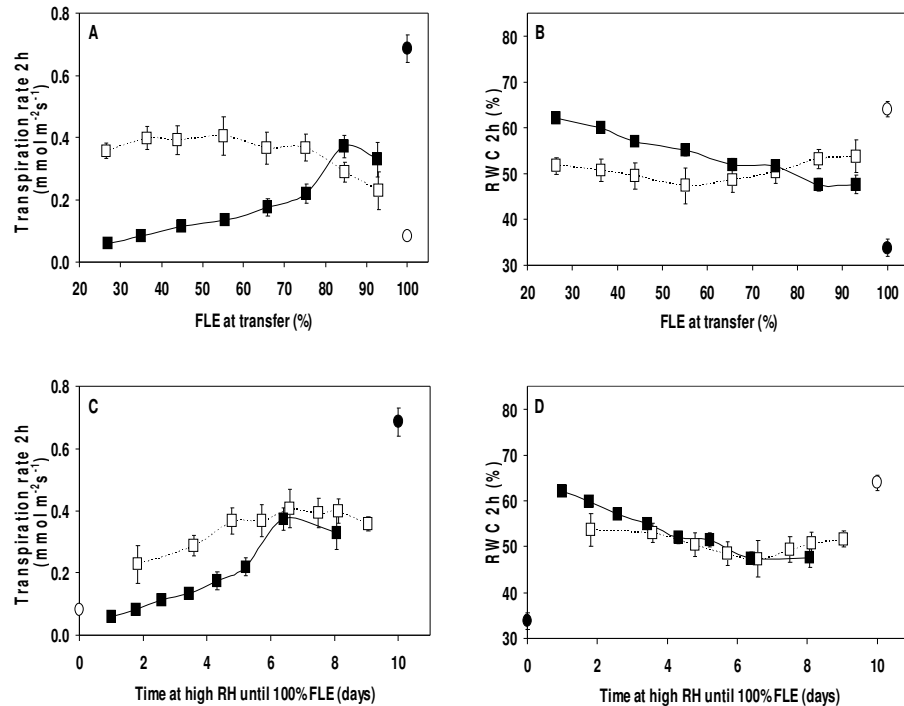 A
Transpiration rate 2h
(mmol m-2s-1)
0.8
0.6
0.4
0.2
0.0
20 30 40 50 60 70 80 90 100
FLE at transfer (%)
B
RWC 2h (%)
80
70
60
50
40
30
20 30 40 50 60 70 80 90 100
FLE at transfer (%)
C
Transpiration rate 2h
(mmol m-2s-1)
0.8
0.6
0.4
0.2
0.0
0 2 4 6 8 10
Time at high RH until 100% FLE (days)
D
RWC 2h (%)
80
70
60
50
40
30
0 2 4 6 8 10
Time at high RH until 100% FLE (days)